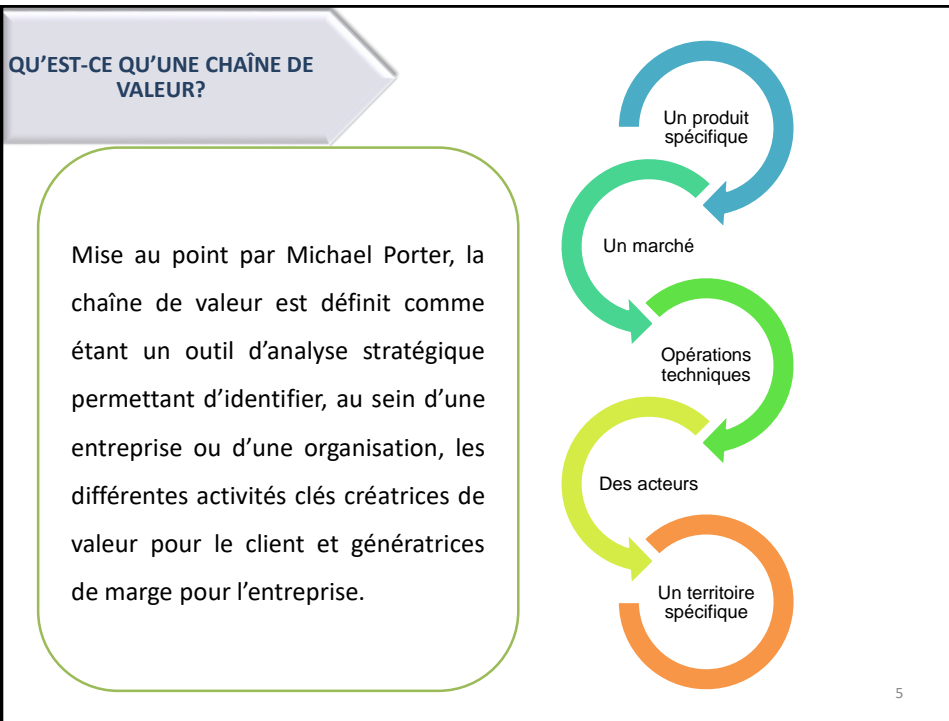 QU’EST-CE QU’UNE CHAÎNE DE
VALEUR?
Mise au point par Michael Porter, la
chaîne de valeur est définit comme
étant un outil d’analyse stratégique
permettant d’identifier, au sein d’une
entreprise ou d’une organisation, les
différentes activités clés créatrices de
valeur pour le client et génératrices
de marge pour l’entreprise.
Un produit
spécifique
Un marché
Opérations
techniques
Des acteurs
Un territoire
spécifique
5